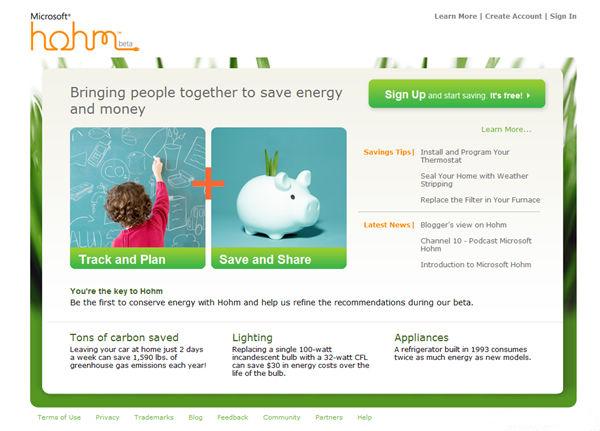 Microsoft®
Learn More | Create Account | Sign In
hohm™ beta
Bringing people together to save energy
and money
Sign Up and start saving. It's free!
Learn More...
Track and Plan
Save and Share
Savings Tips| Install and Program Your
Thermostat
Seal Your Home with Weather
Stripping
Replace the Filter in Your Furnace
Latest News| Blogger's view on Hohm
Channel 10 - Podcast Microsoft
Hohm
Introduction to Microsoft Hohm
You're the key to Hohm
Be the first to conserve energy with Hohm and help us refine the recommendations during our beta.
Tons of carbon saved
Leaving your car at home just 2 days
a week can save 1,590 lbs. of
greenhouse gas emissions each year!
Lighting
Replacing a single 100-watt
incandescent bulb with a 32-watt CFL
can save $30 in energy costs over the
life of the bulb.
Appliances
A refrigerator built in 1993 consumes
twice as much energy as new models.
Terms of Use Privacy Trademarks Blog Feedback Community Partners Help